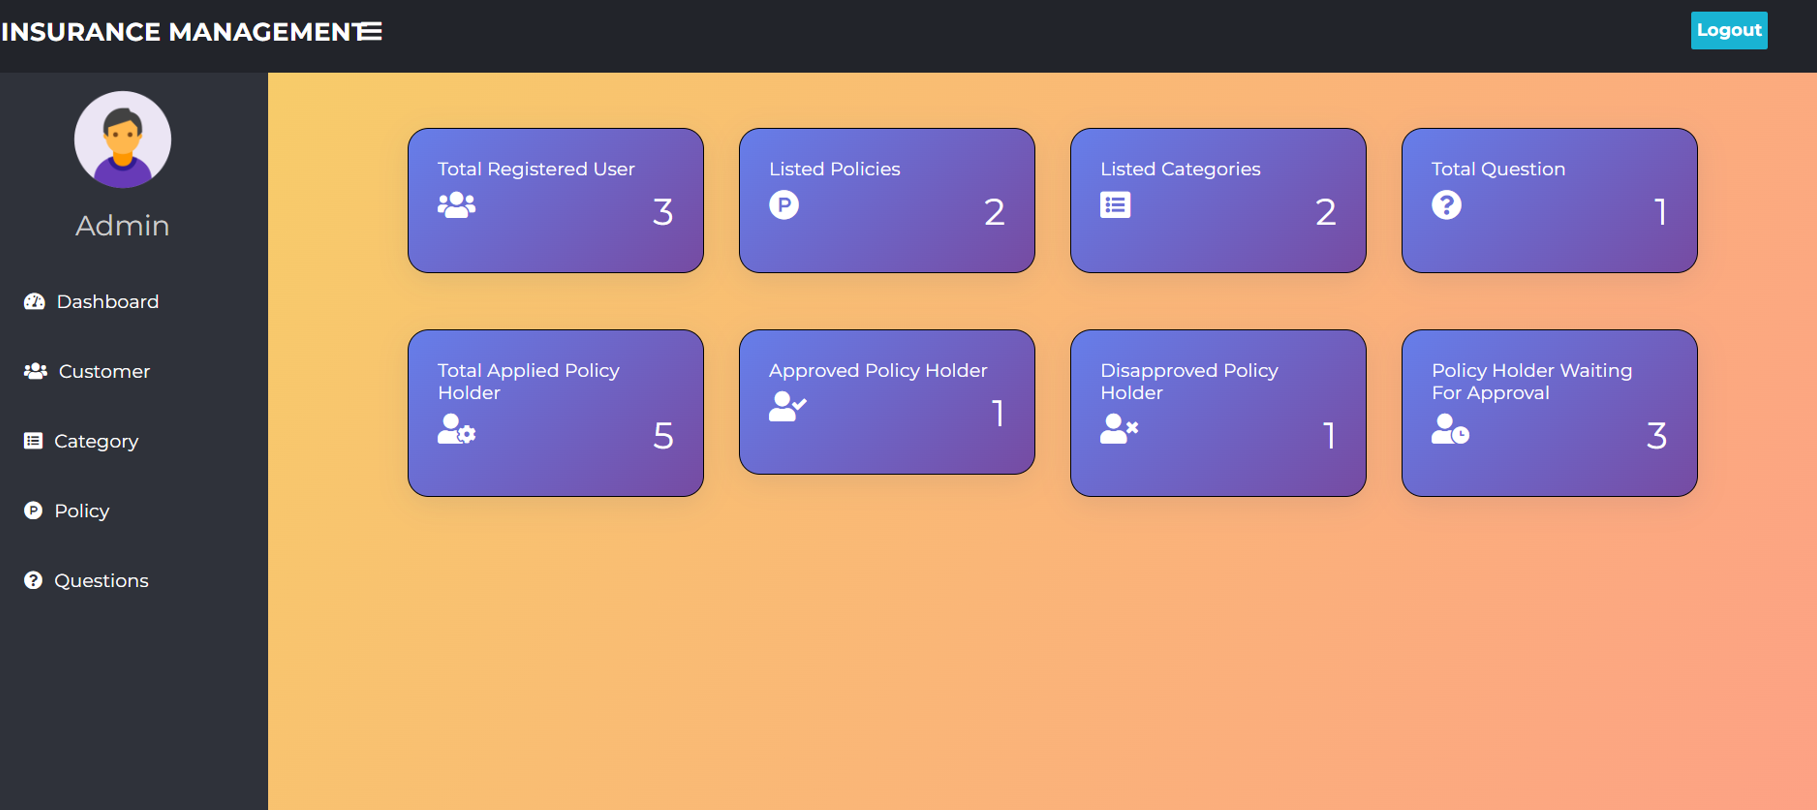 INSURANCE MANAGEMENT
Logout
Admin
Dashboard
Customer
Category
Policy
Questions
Total Registered User
3
Listed Policies
2
Listed Categories
2
Total Question
1
Total Applied Policy
Holder
5
Approved Policy Holder
1
Disapproved Policy
Holder
1
Policy Holder Waiting
For Approval
3